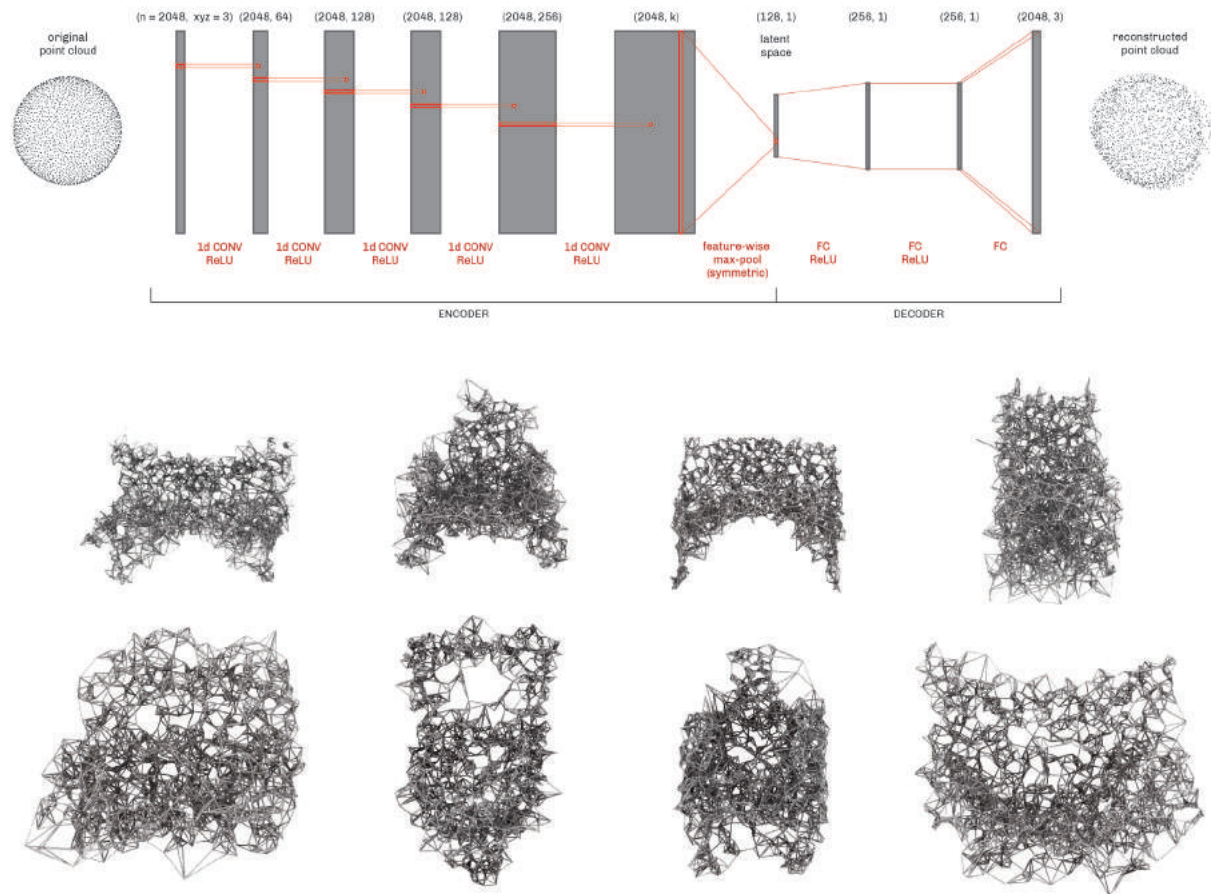 (n = 2048, xyz = 3) (2048, 64) (2048, 128) (2048, 128) (2048, 256) (2048, k) (128, 1) (256, 1) (256, 1) (2048, 3)
original
point cloud
latent
space
reconstructed
point cloud
1d CONV
ReLU
1d CONV
ReLU
1d CONV
ReLU
1d CONV
ReLU
1d CONV
ReLU
feature-wise
max-pool
(symmetric)
FC
ReLU
FC
ReLU
FC
ENCODER
DECODER